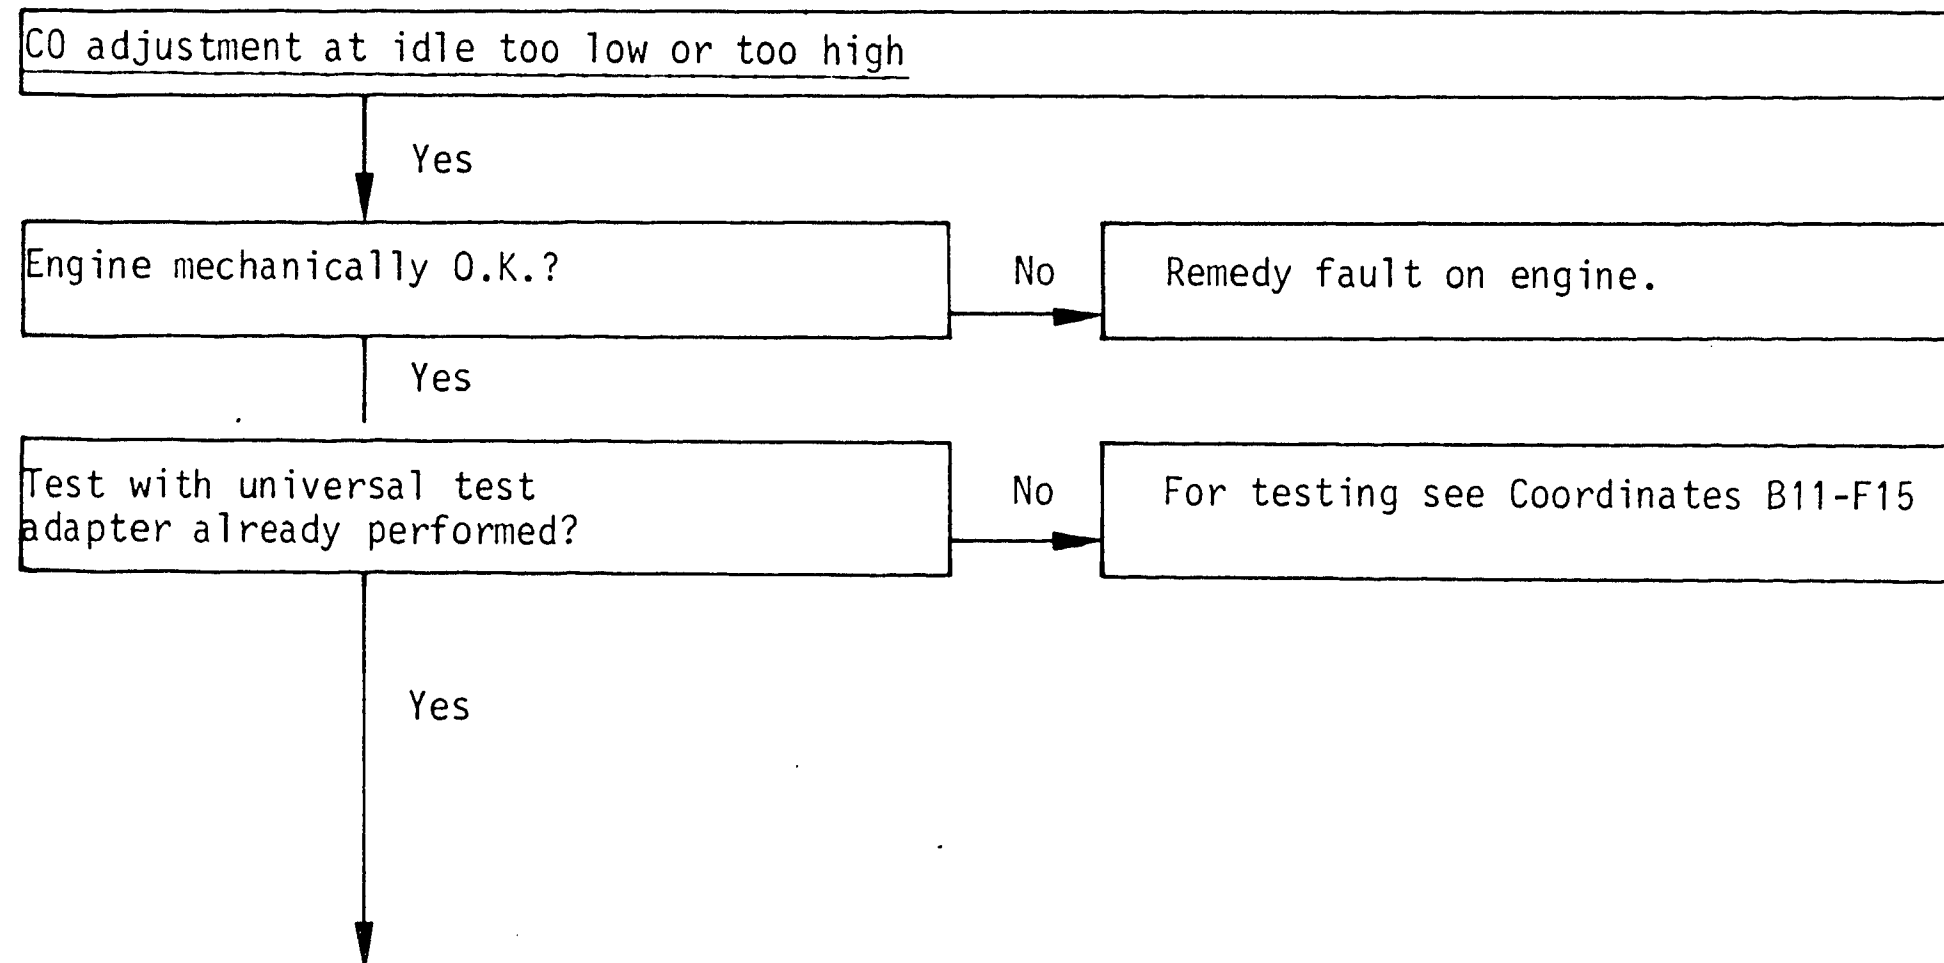 CO adjustment at idle too low or too high
Yes
Engine mechanically O.K.?
No
Remedy fault on engine.
Yes
Test with universal test
adapter already performed?
No
For testing see Coordinates B11-F15
Yes